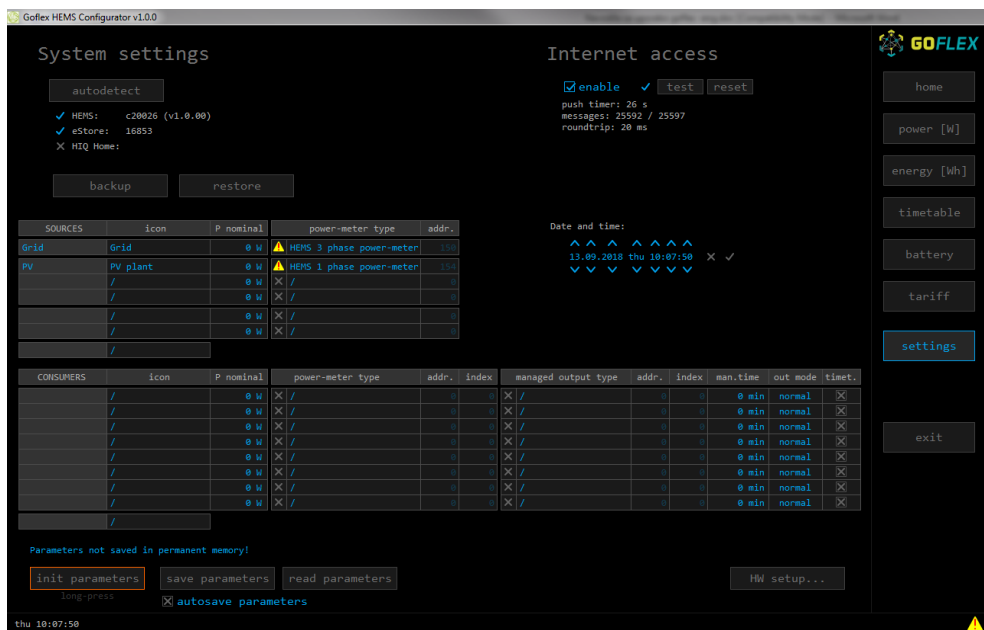 Goflex HEMS Configurator v1.0.0
System settings
Internet access
GOFLEX
autodetect
enable test reset
HEMS: c20026 (v1.0.00)
eStore: 16853
HIQ Home:
push timer: 26 s
messages: 25592 / 25597
roundtrip: 20 ms
backup restore
home
power [W]
energy [Wh]
timetable
battery
tariff
settings
exit
SOURCES icon P nominal power-meter type addr.
Grid Grid 0 W HEMS 3 phase power-meter 150
PV PV plant 0 W HEMS 1 phase power-meter 154
/ 0 W / 0
/ 0 W / 0
/ 0 W / 0
/ 0 W / 0
/
Date and time:
13.09.2018 thu 10:07:50
CONSUMERS icon P nominal power-meter type addr. index managed output type addr. index man.time out mode timet.
/ 0 W / 0 0 / 0 0 0 min normal
/ 0 W / 0 0 / 0 0 0 min normal
/ 0 W / 0 0 / 0 0 0 min normal
/ 0 W / 0 0 / 0 0 0 min normal
/ 0 W / 0 0 / 0 0 0 min normal
/ 0 W / 0 0 / 0 0 0 min normal
/ 0 W / 0 0 / 0 0 0 min normal
/ 0 W / 0 0 / 0 0 0 min normal
/
Parameters not saved in permanent memory!
init parameters save parameters read parameters HW setup...
long-press
autosave parameters
thu 10:07:50